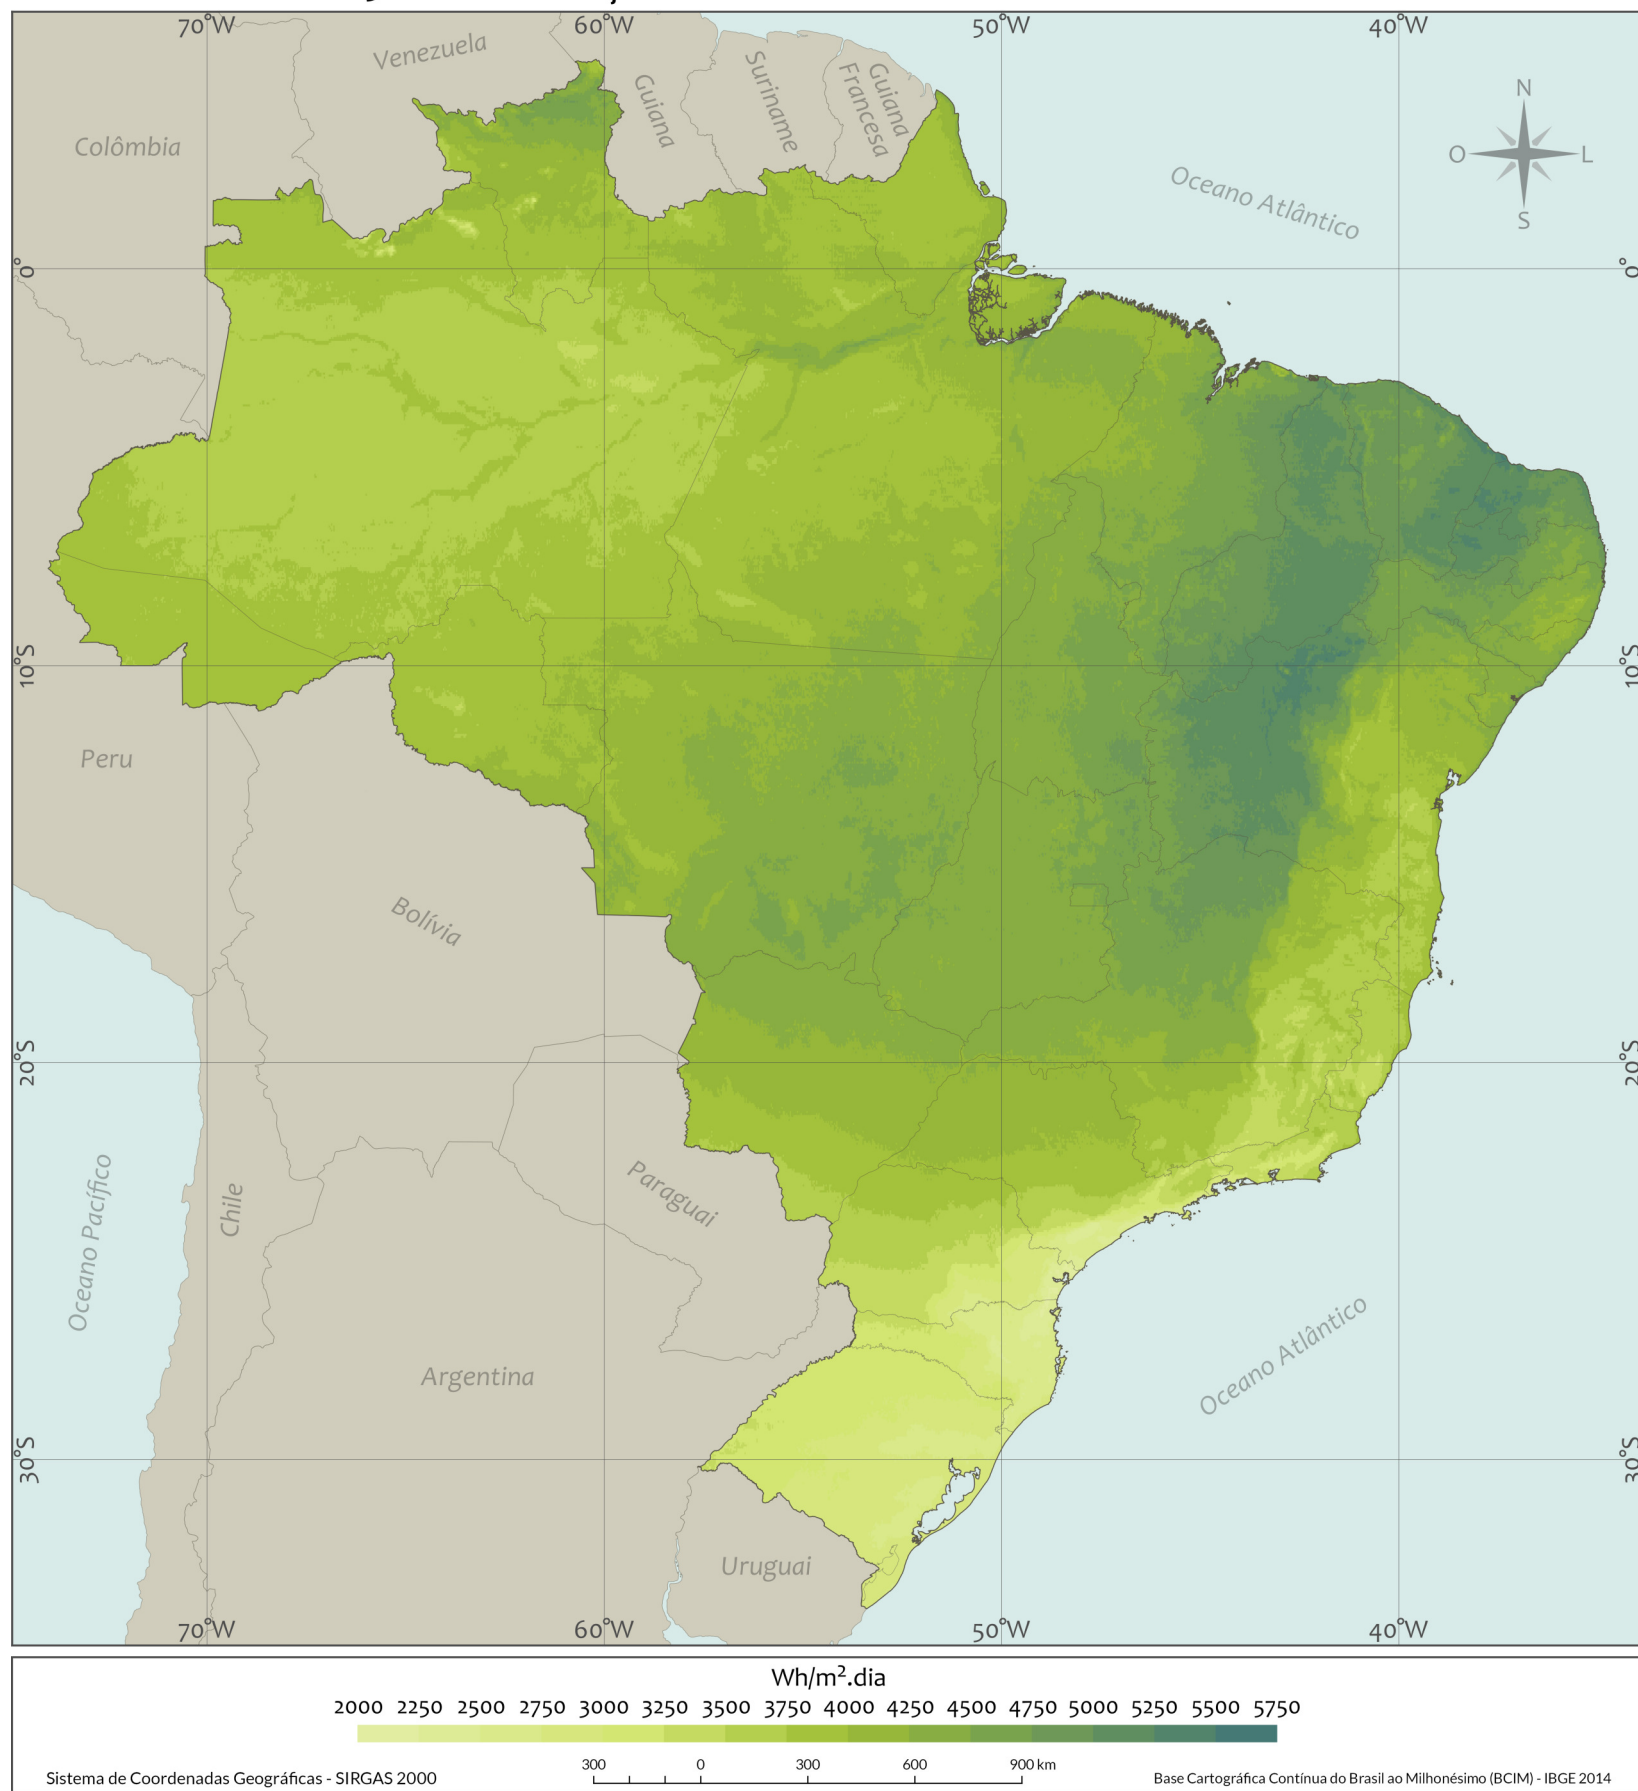 70°W 60°W 50°W 40°W
Venezuela
Guiana
Suriname
Guiana
Francesa
Colômbia
N
O L
S
Oceano Atlântico
0° 0°
10°S 10°S
Peru
Bolívia
20°S 20°S
Oceano Pacífico
Chile
Paraguai
Oceano Atlântico
Argentina
30°S 30°S
Uruguai
70°W 60°W 50°W 40°W
Wh/m².dia
2000 2250 2500 2750 3000 3250 3500 3750 4000 4250 4500 4750 5000 5250 5500 5750
300 0 300 600 900 km
Sistema de Coordenadas Geográficas - SIRGAS 2000
Base Cartográfica Contínua do Brasil ao Milhonésimo (BCIM) - IBGE 2014